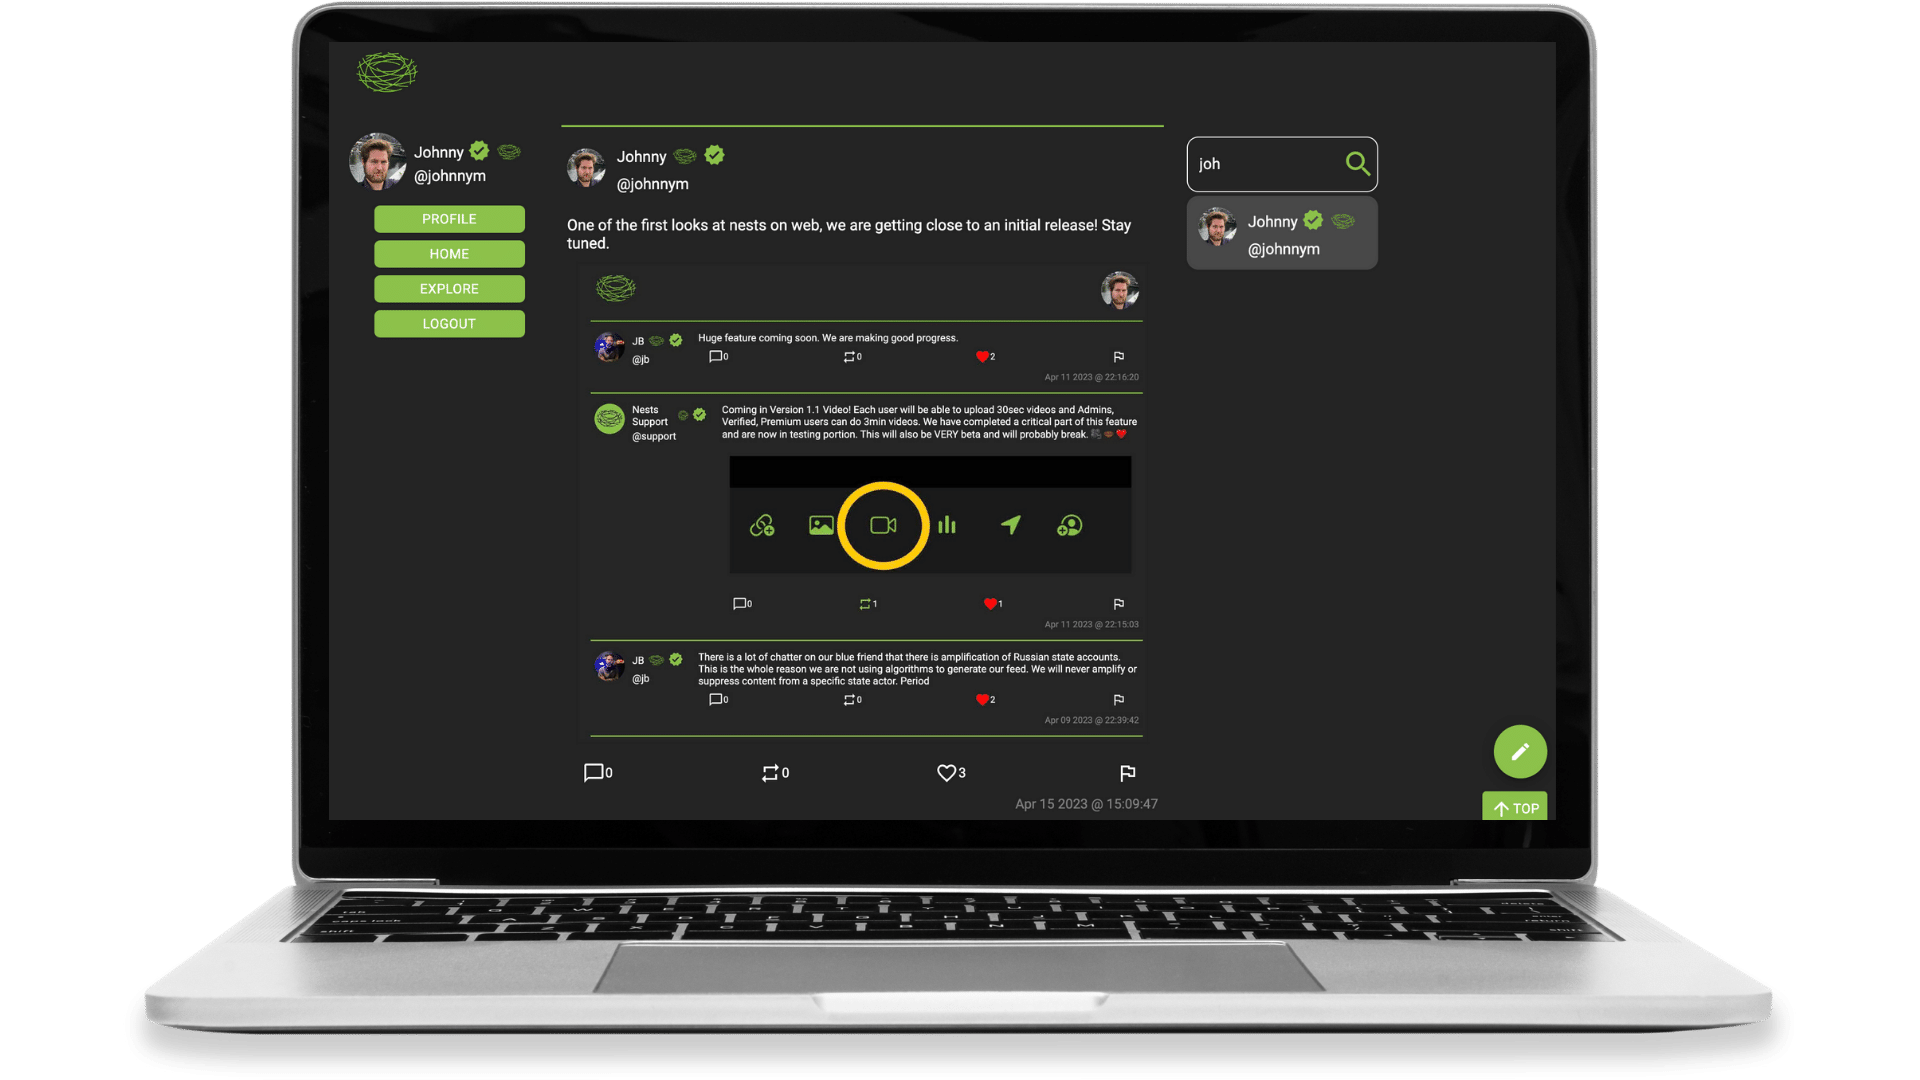 Johnny
@johnnym
PROFILE
HOME
EXPLORE
LOGOUT
Johnny
@johnnym
One of the first looks at nests on web, we are getting close to an initial release! Stay
tuned.
JB
@jb
Huge feature coming soon. We are making good progress.
0
0
2
Apr 11 2023 @ 22:16:20
Nests
Support
@support
Coming in Version 1.1 Video! Each user will be able to upload 30sec videos and Admins,
Verified, Premium users can do 3min videos. We have completed a critical part of this feature
and are now in testing portion. This will also be VERY beta and will probably break.
0
1
1
Apr 11 2023 @ 22:15:03
JB
@jb
There is a lot of chatter on our blue friend that there is amplification of Russian state accounts.
This is the whole reason we are not using algorithms to generate our feed. We will never amplify or
suppress content from a specific state actor. Period
0
0
2
Apr 09 2023 @ 22:39:42
0
0
3
Apr 15 2023 @ 15:09:47
joh
Johnny
@johnnym
TOP